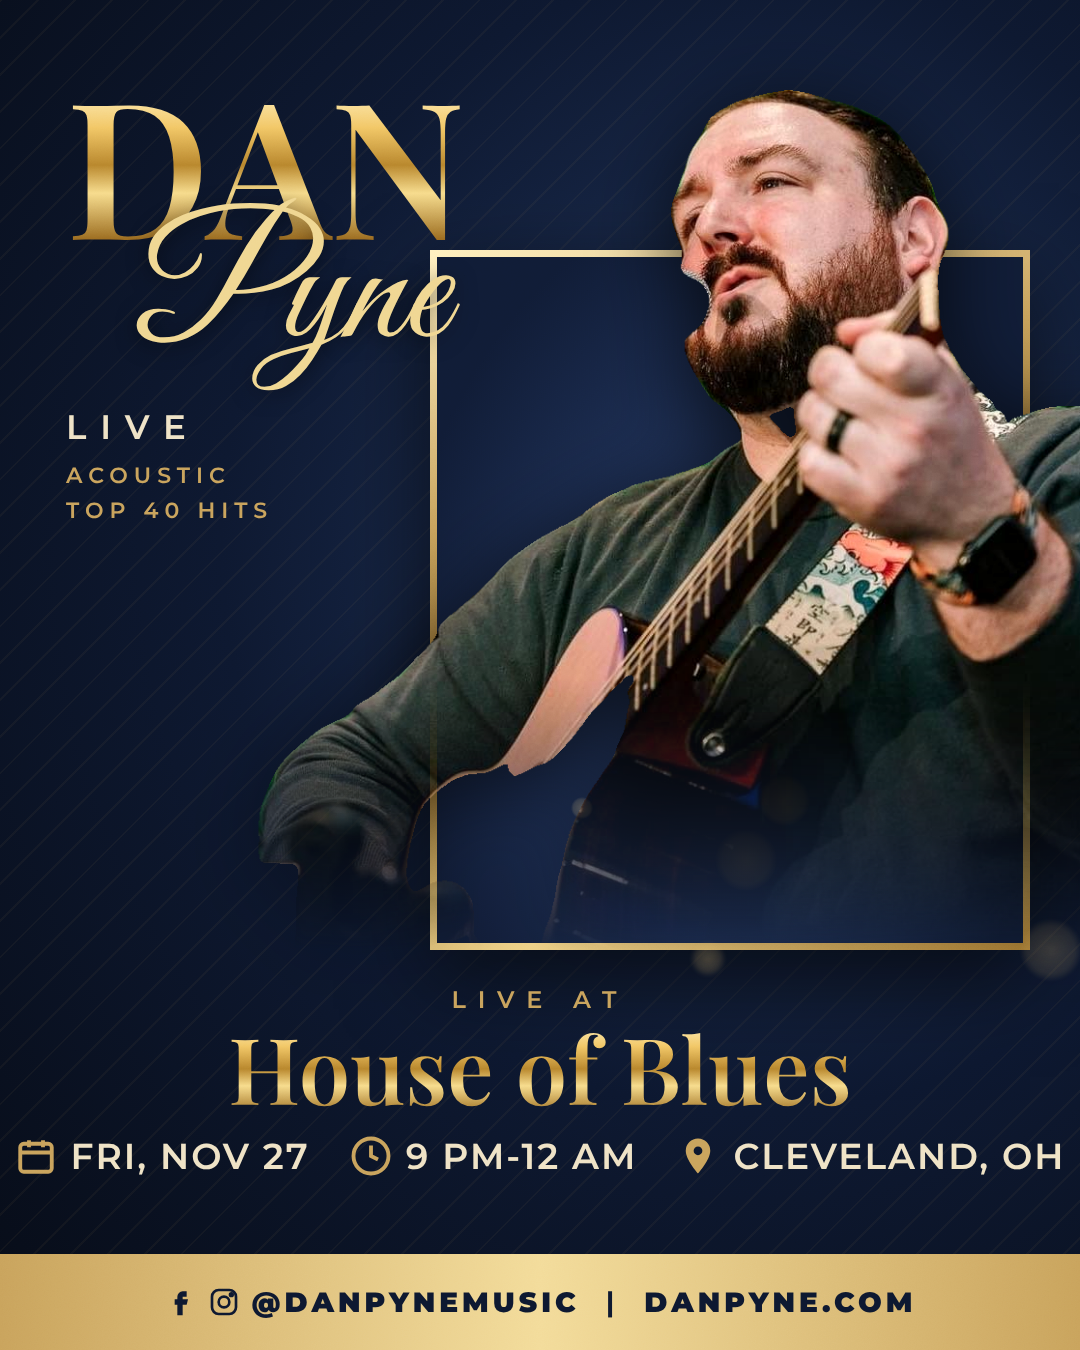 DAN
Pyne
LIVE
ACOUSTIC
TOP 40 HITS
LIVE AT
House of Blues
FRI, NOV 27 9 PM-12 AM CLEVELAND, OH
@DANPYNEMUSIC | DANPYNE.COM